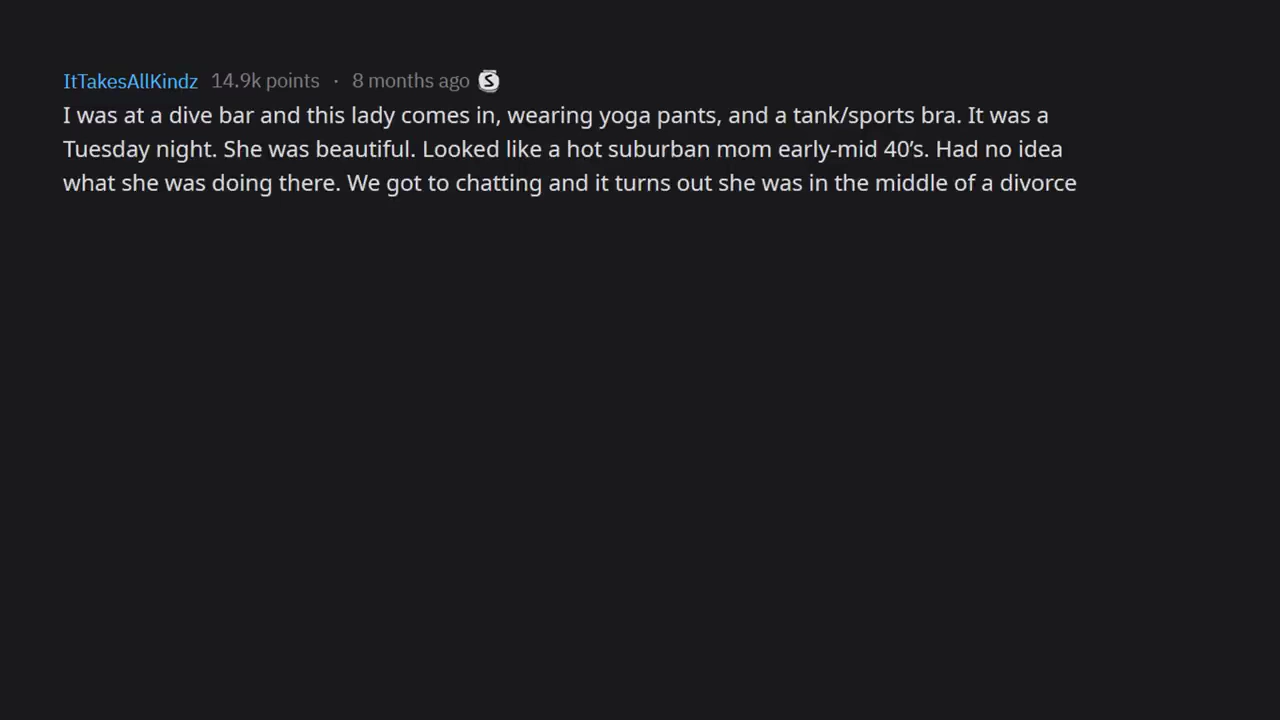 ItTakesAllKindz 14.9k points · 8 months ago S
I was at a dive bar and this lady comes in, wearing yoga pants, and a tank/sports bra. It was a
Tuesday night. She was beautiful. Looked like a hot suburban mom early-mid 40’s. Had no idea
what she was doing there. We got to chatting and it turns out she was in the middle of a divorce